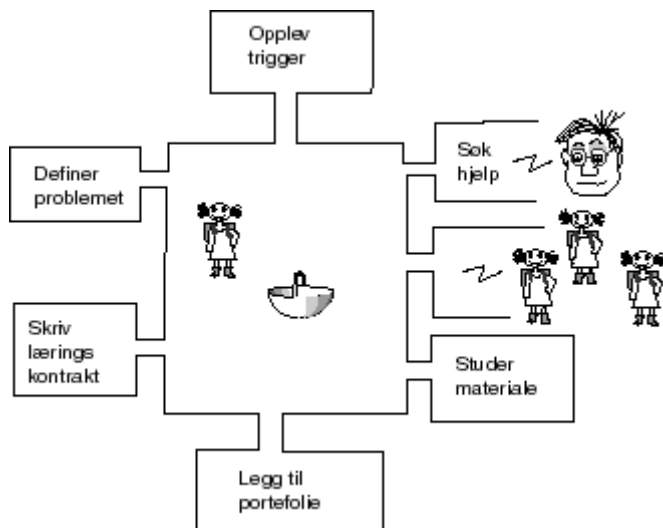 Opplev
trigger
Definer
problemet
Søk
hjelp
Skriv
lærings
kontrakt
Studer
materiale
Legg til
portefolie